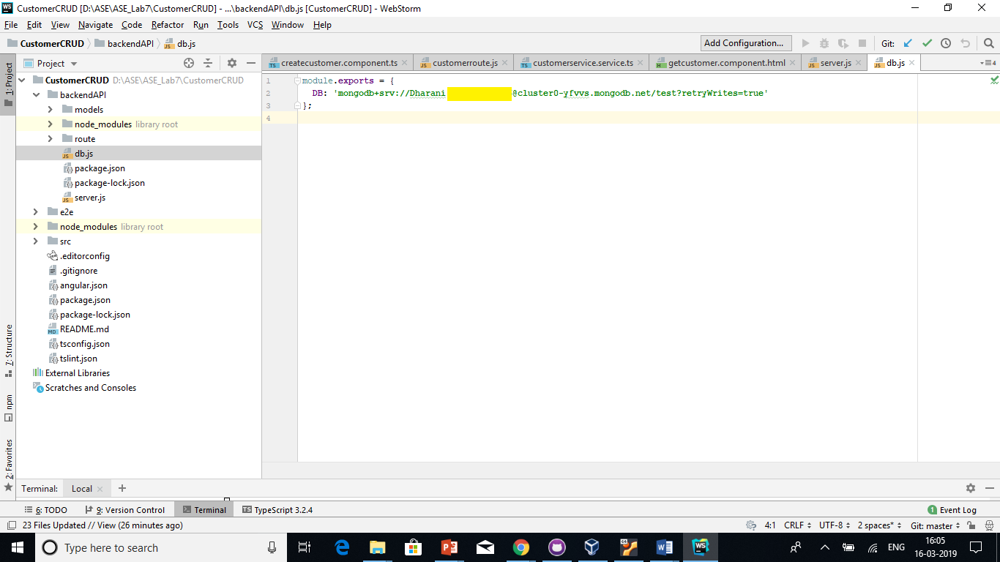 CustomerCRUD [D:\ASE\ASE_Lab7\CustomerCRUD] - ...\backendAPI\db.js [CustomerCRUD] - WebStorm
File Edit View Navigate Code Refactor Run Tools VCS Window Help
CustomerCRUD backendAPI db.js Add Configuration... Git:
Project
createcustomer.component.ts customerroute.js customerservice.service.ts getcustomer.component.html server.js db.js
1: Project
CustomerCRUD D:\ASE\ASE_Lab7\CustomerCRUD
backendAPI
models
node_modules library root
route
db.js
package.json
package-lock.json
server.js
e2e
node_modules library root
src
.editorconfig
.gitignore
angular.json
package.json
package-lock.json
README.md
tsconfig.json
tslint.json
External Libraries
Scratches and Consoles
7: Structure
npm
2: Favorites
1 module.exports = {
2 DB: 'mongodb+srv://Dharani @cluster0-yfvvs.mongodb.net/test?retryWrites=true'
3 };
4
Terminal: Local +
6: TODO 9: Version Control Terminal TypeScript 3.2.4 1 Event Log
23 Files Updated // View (26 minutes ago) 4:1 CRLF UTF-8 2 spaces* Git: master
Type here to search ENG 16:05
16-03-2019